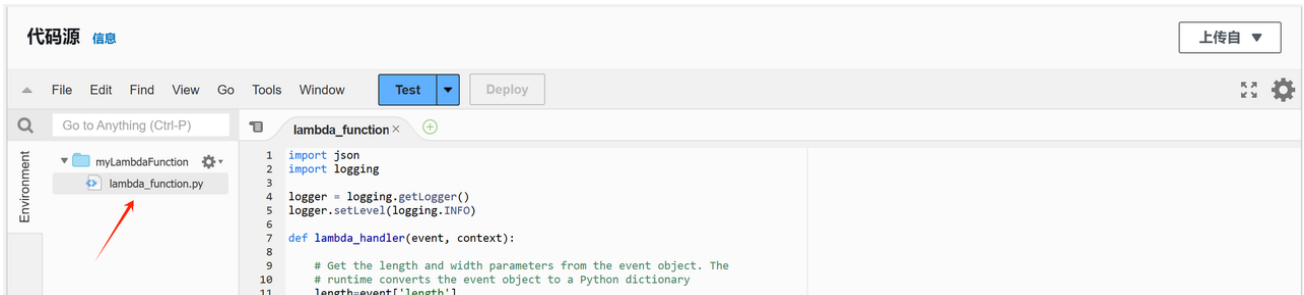 代码源 信息
上传自
File Edit Find View Go Tools Window Test Deploy
Go to Anything (Ctrl-P)
lambda_function
Environment
myLambdaFunction
lambda_function.py
1 import json
2 import logging
3
4 logger = logging.getLogger()
5 logger.setLevel(logging.INFO)
6
7 def lambda_handler(event, context):
8
9 # Get the length and width parameters from the event object. The
10 # runtime converts the event object to a Python dictionary
11 length=event['length']